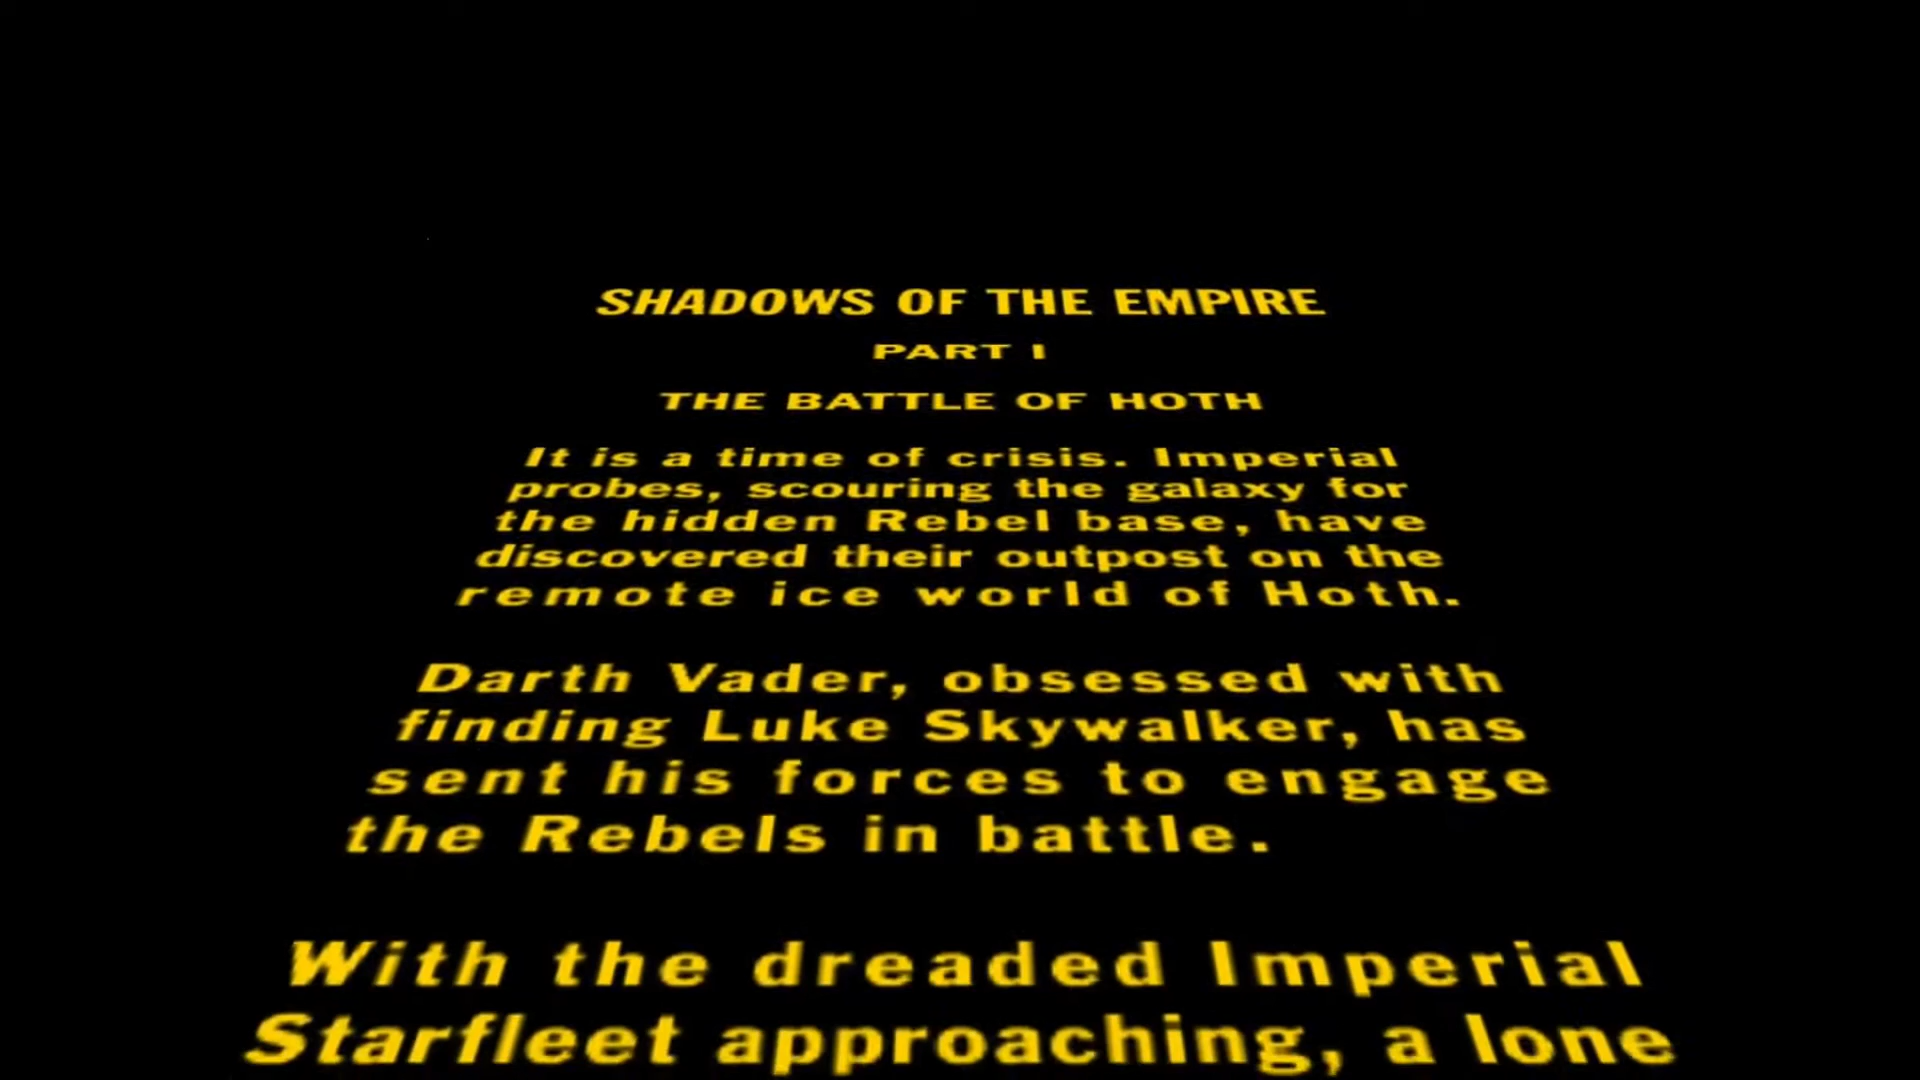 SHADOWS OF THE EMPIRE
PART I
THE BATTLE OF HOTH
It is a time of crisis. Imperial
probes, scouring the galaxy for
the hidden Rebel base, have
discovered their outpost on the
remote ice world of Hoth.
Darth Vader, obsessed with
finding Luke Skywalker, has
sent his forces to engage
the Rebels in battle.
With the dreaded Imperial
Starfleet approaching, a lone